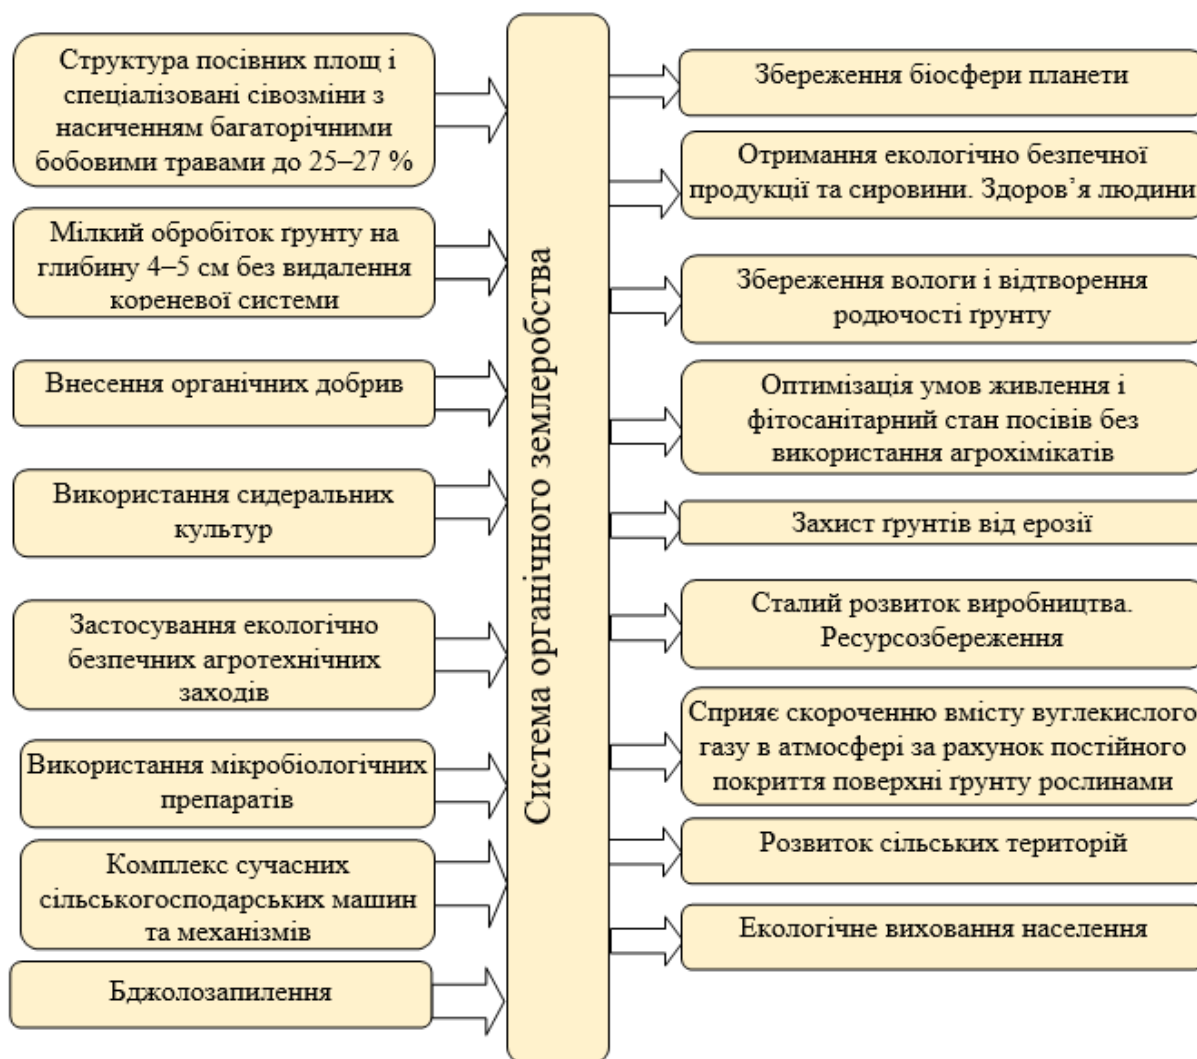 Структура посівних площ і
спеціалізовані сівозміни з
насиченням багаторічними
бобовими травами до 25–27 %
Мілкий обробіток ґрунту на
глибину 4–5 см без видалення
кореневої системи
Внесення органічних добрив
Використання сидеральних
культур
Застосування екологічно
безпечних агротехнічних
заходів
Використання мікробіологічних
препаратів
Комплекс сучасних
сільськогосподарських машин
та механізмів
Бджолозапилення
Система органічного землеробства
Збереження біосфери планети
Отримання екологічно безпечної
продукції та сировини. Здоров’я людини
Збереження вологи і відтворення
родючості ґрунту
Оптимізація умов живлення і
фітосанітарний стан посівів без
використання агрохімікатів
Захист ґрунтів від ерозії
Сталий розвиток виробництва.
Ресурсозбереження
Сприяє скороченню вмісту вуглекислого
газу в атмосфері за рахунок постійного
покриття поверхні ґрунту рослинами
Розвиток сільських територій
Екологічне виховання населення